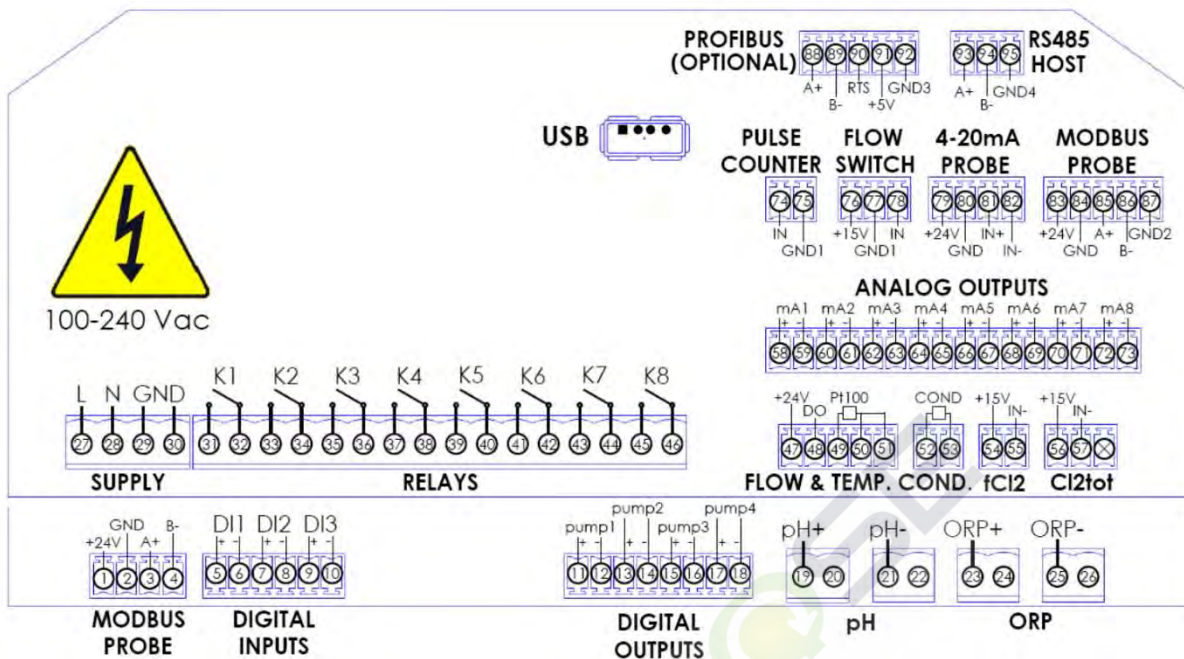 PROFIBUS
(OPTIONAL)
88 89 90 91 92
A+ RTS GND3
B- +5V
RS485
HOST
93 94 95
A+ GND4
B-
USB
PULSE
COUNTER
74 75
IN
GND1
FLOW
SWITCH
76 77 78
+15V IN
GND1
4-20mA
PROBE
79 80 81 82
+24V IN+
GND IN-
MODBUS
PROBE
83 84 85 86 87
+24V A+ GND2
GND B-
100-240 Vac
ANALOG OUTPUTS
mA1 mA2 mA3 mA4 mA5 mA6 mA7 mA8
+ - + - + - + - + - + - + - + -
58 59 60 61 62 63 64 65 66 67 68 69 70 71 72 73
L N GND
27 28 29 30
SUPPLY
K1 K2 K3 K4 K5 K6 K7 K8
31 32 33 34 35 36 37 38 39 40 41 42 43 44 45 46
RELAYS
+24V Pt100
DO
47 48 49 50 51
FLOW & TEMP.
COND
52 53
COND.
+15V
IN-
54 55
fCl2
+15V
IN-
56 57 X
Cl2tot
GND B-
+24V A+
1 2 3 4
MODBUS
PROBE
DI1 DI2 DI3
+ - + - + -
5 6 7 8 9 10
DIGITAL
INPUTS
pump2 pump4
pump1 pump3
+ - + - + - + -
11 12 13 14 15 16 17 18
DIGITAL
OUTPUTS
pH+ pH-
19 20 21 22
pH
ORP+ ORP-
23 24 25 26
ORP